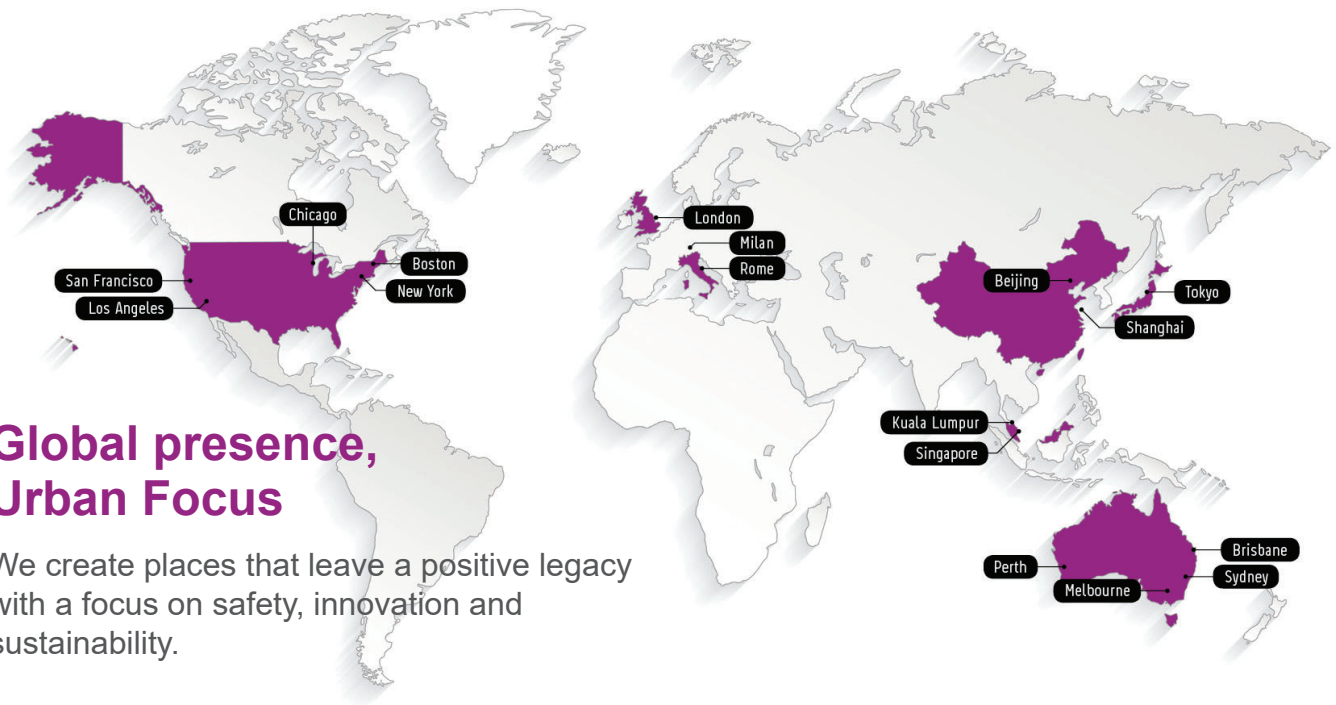 Chicago
Boston
New York
San Francisco
Los Angeles
London
Milan
Rome
Beijing
Tokyo
Shanghai
Kuala Lumpur
Singapore
Global presence,
Urban Focus
We create places that leave a positive legacy
with a focus on safety, innovation and
sustainability.
Brisbane
Perth
Sydney
Melbourne